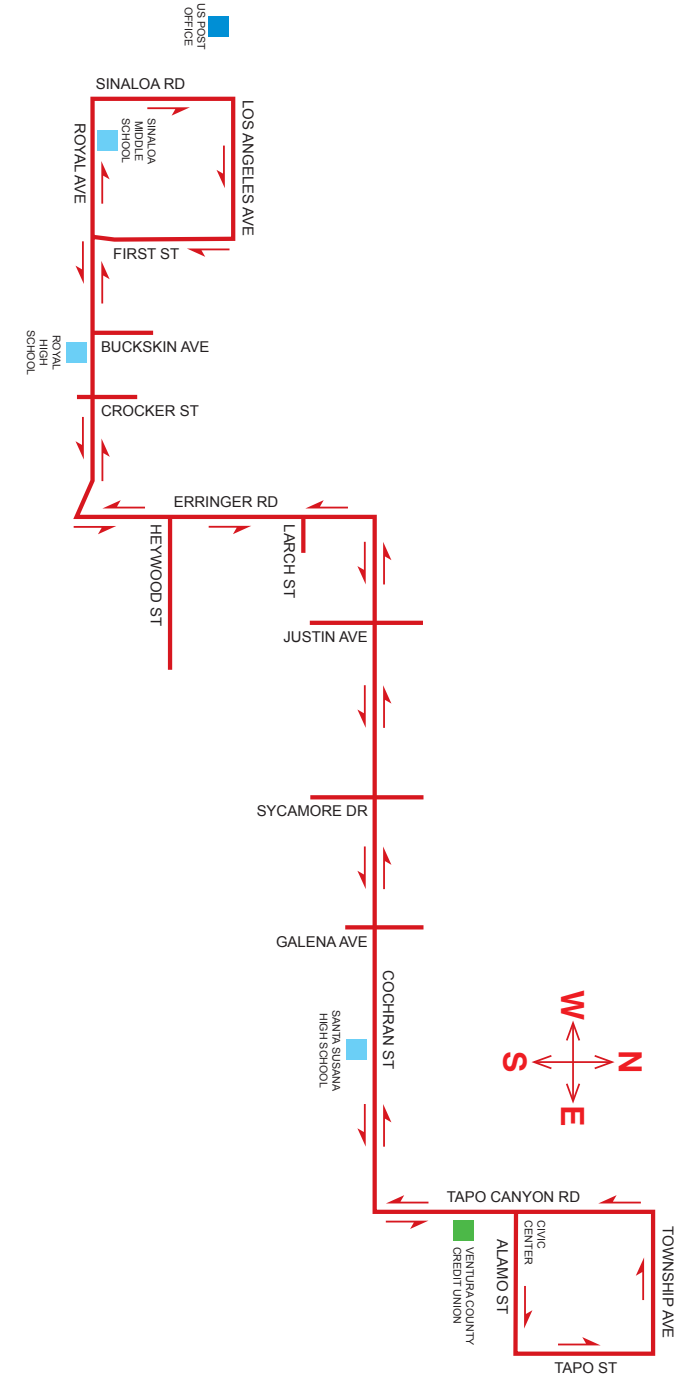 US POST
OFFICE
SINALOA RD
LOS ANGELES AVE
ROYAL AVE
SINALOA
MIDDLE
SCHOOL
FIRST ST
ROYAL
HIGH
SCHOOL
BUCKSKIN AVE
CROCKER ST
ERRINGER RD
HEYWOOD ST
LARCH ST
JUSTIN AVE
SYCAMORE DR
GALENA AVE
COCHRAN ST
SANTA SUSANA
HIGH SCHOOL
W
N
S
E
TAPO CANYON RD
VENTURA COUNTY
CREDIT UNION
CIVIC
CENTER
ALAMO ST
TOWNSHIP AVE
TAPO ST